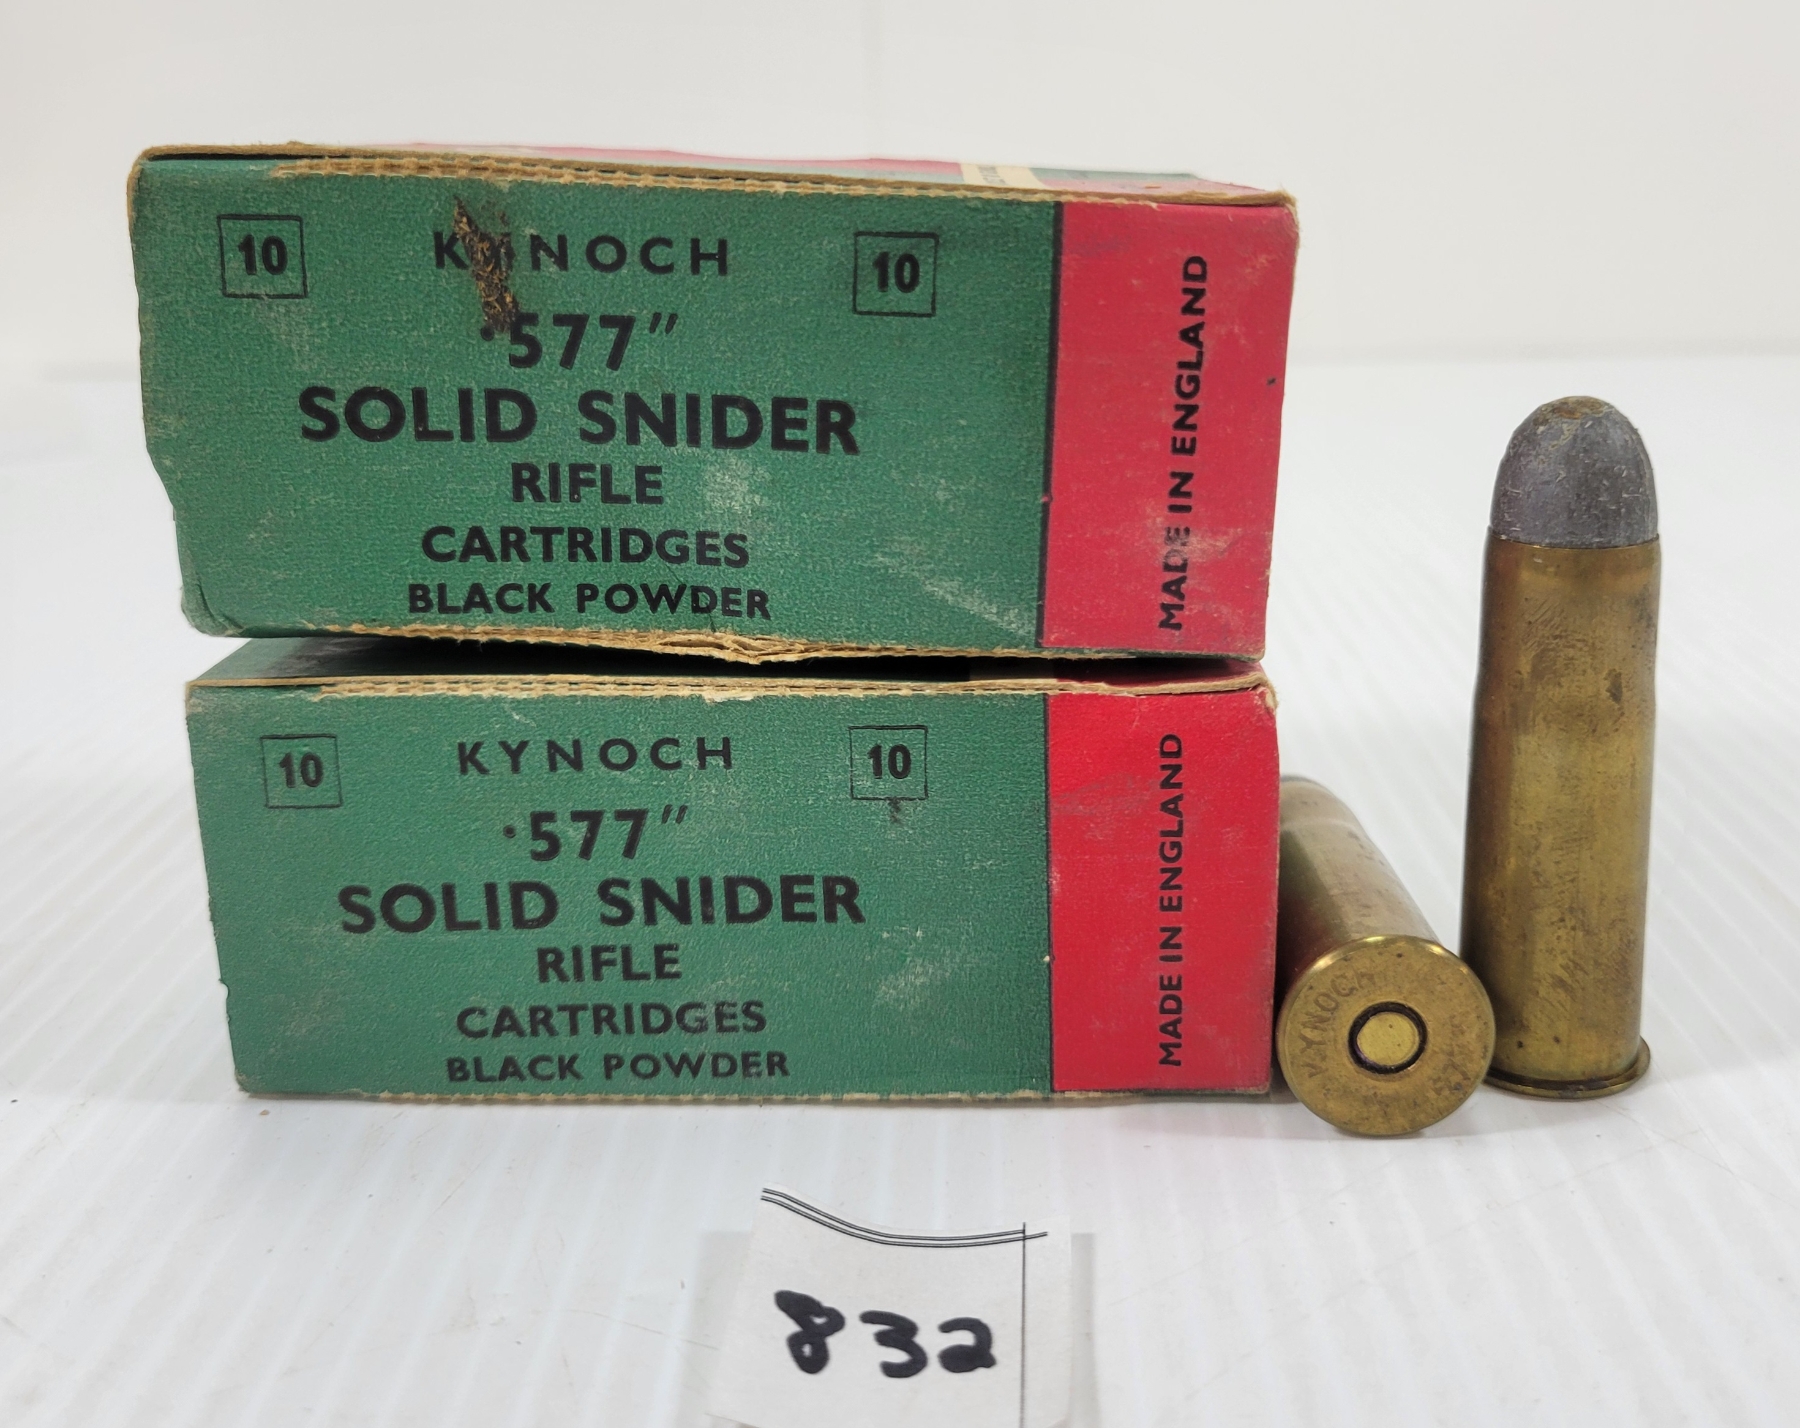 10 KYNOCH 10
·577"
SOLID SNIDER
RIFLE
CARTRIDGES
BLACK POWDER
MADE IN ENGLAND
10 KYNOCH 10
·577"
SOLID SNIDER
RIFLE
CARTRIDGES
BLACK POWDER
MADE IN ENGLAND
KYNOCH
832